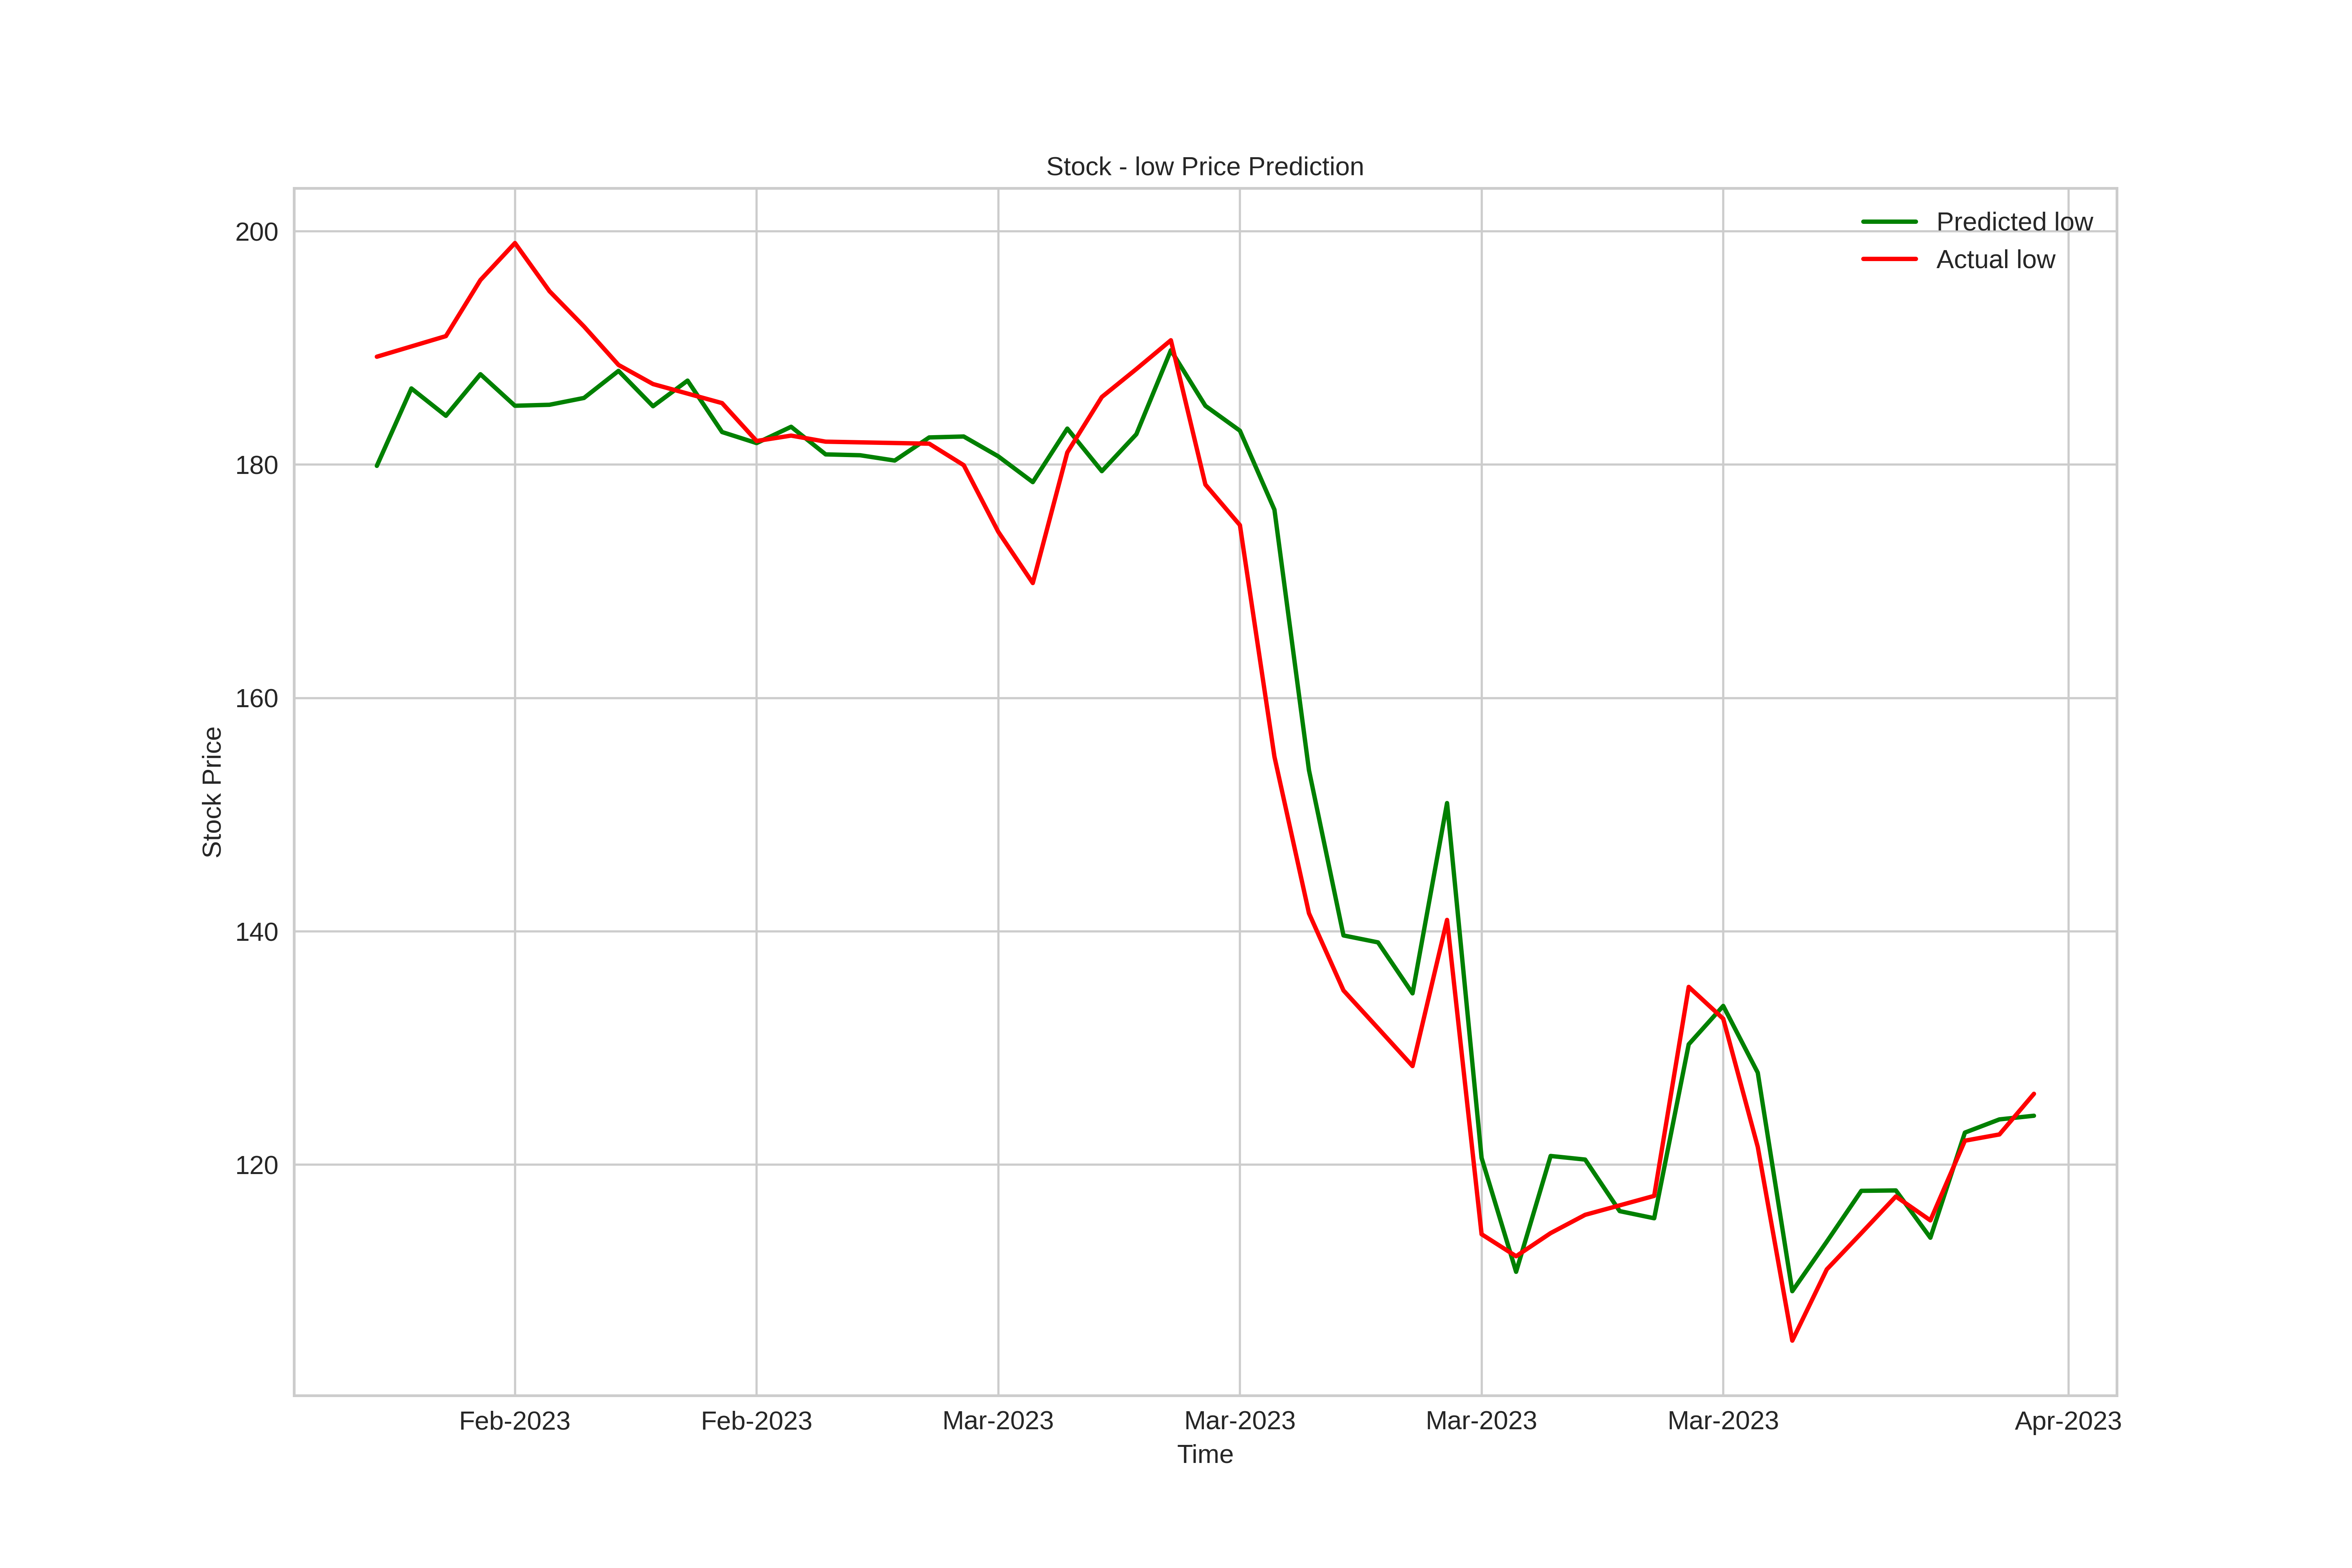 Stock - low Price Prediction
Predicted low
Actual low
200
180
160
140
120
Stock Price
Feb-2023 Feb-2023 Mar-2023 Mar-2023 Mar-2023 Mar-2023 Apr-2023
Time